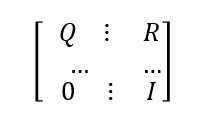 [ Q ⋮ R ]
... ...
0 ⋮ I